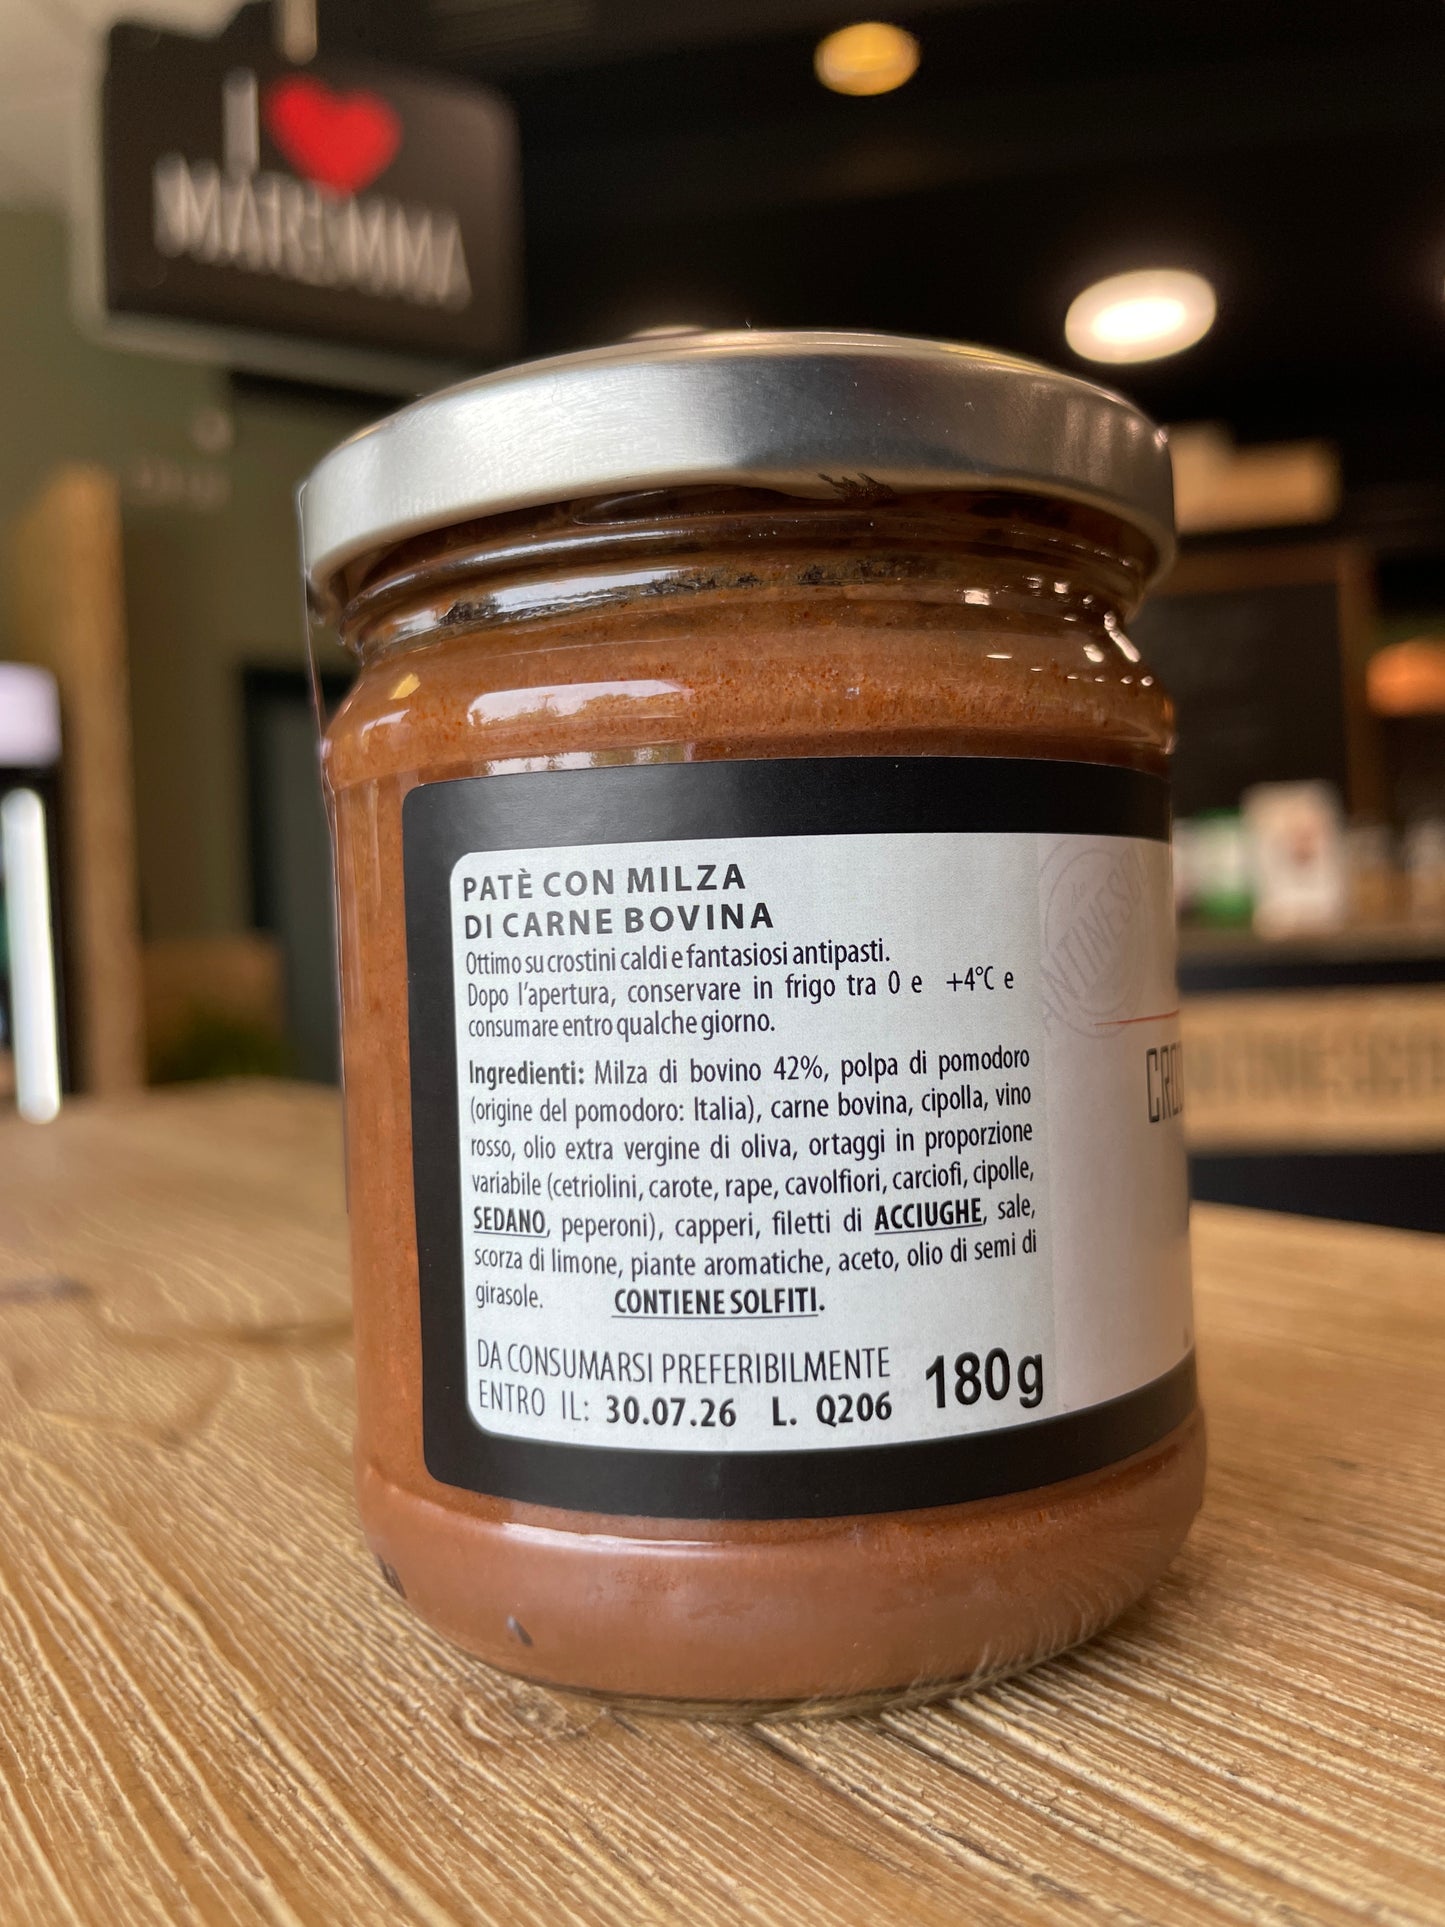 I
MAREMMA
PATÈ CON MILZA
DI CARNE BOVINA
Ottimo su crostini caldi e fantasiosi antipasti.
Dopo l'apertura, conservare in frigo tra 0 e +4°C e
consumare entro qualche giorno.
Ingredienti: Milza di bovino 42%, polpa di pomodoro
(origine del pomodoro: Italia), carne bovina, cipolla, vino
rosso, olio extra vergine di oliva, ortaggi in proporzione
variabile (cetriolini, carote, rape, cavolfiori, carciofi, cipolle,
SEDANO, peperoni), capperi, filetti di ACCIUGHE, sale,
scorza di limone, piante aromatiche, aceto, olio di semi di
girasole. CONTIENE SOLFITI.
DA CONSUMARSI PREFERIBILMENTE
ENTRO IL: 30.07.26 L. Q206
180g